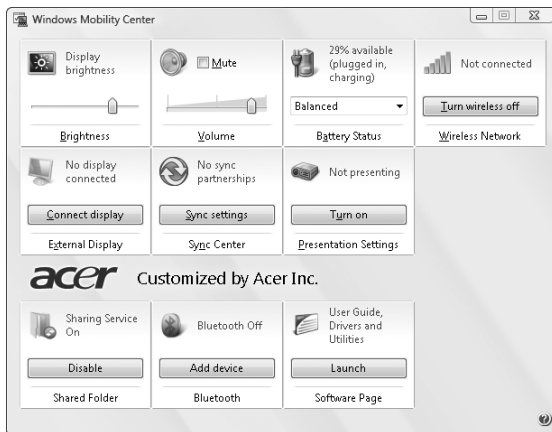 Windows Mobility Center
Display
brightness
Brightness
Mute
Volume
29% available
(plugged in,
charging)
Balanced
Battery Status
Not connected
Turn wireless off
Wireless Network
No display
connected
Connect display
External Display
No sync
partnerships
Sync settings
Sync Center
Not presenting
Turn on
Presentation Settings
acer Customized by Acer Inc.
Sharing Service
On
Disable
Shared Folder
Bluetooth Off
Add device
Bluetooth
User Guide,
Drivers and
Utilities
Launch
Software Page